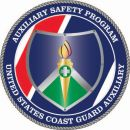 AUXILIARY SAFETY PROGRAM
UNITED STATES COAST GUARD AUXILIARY